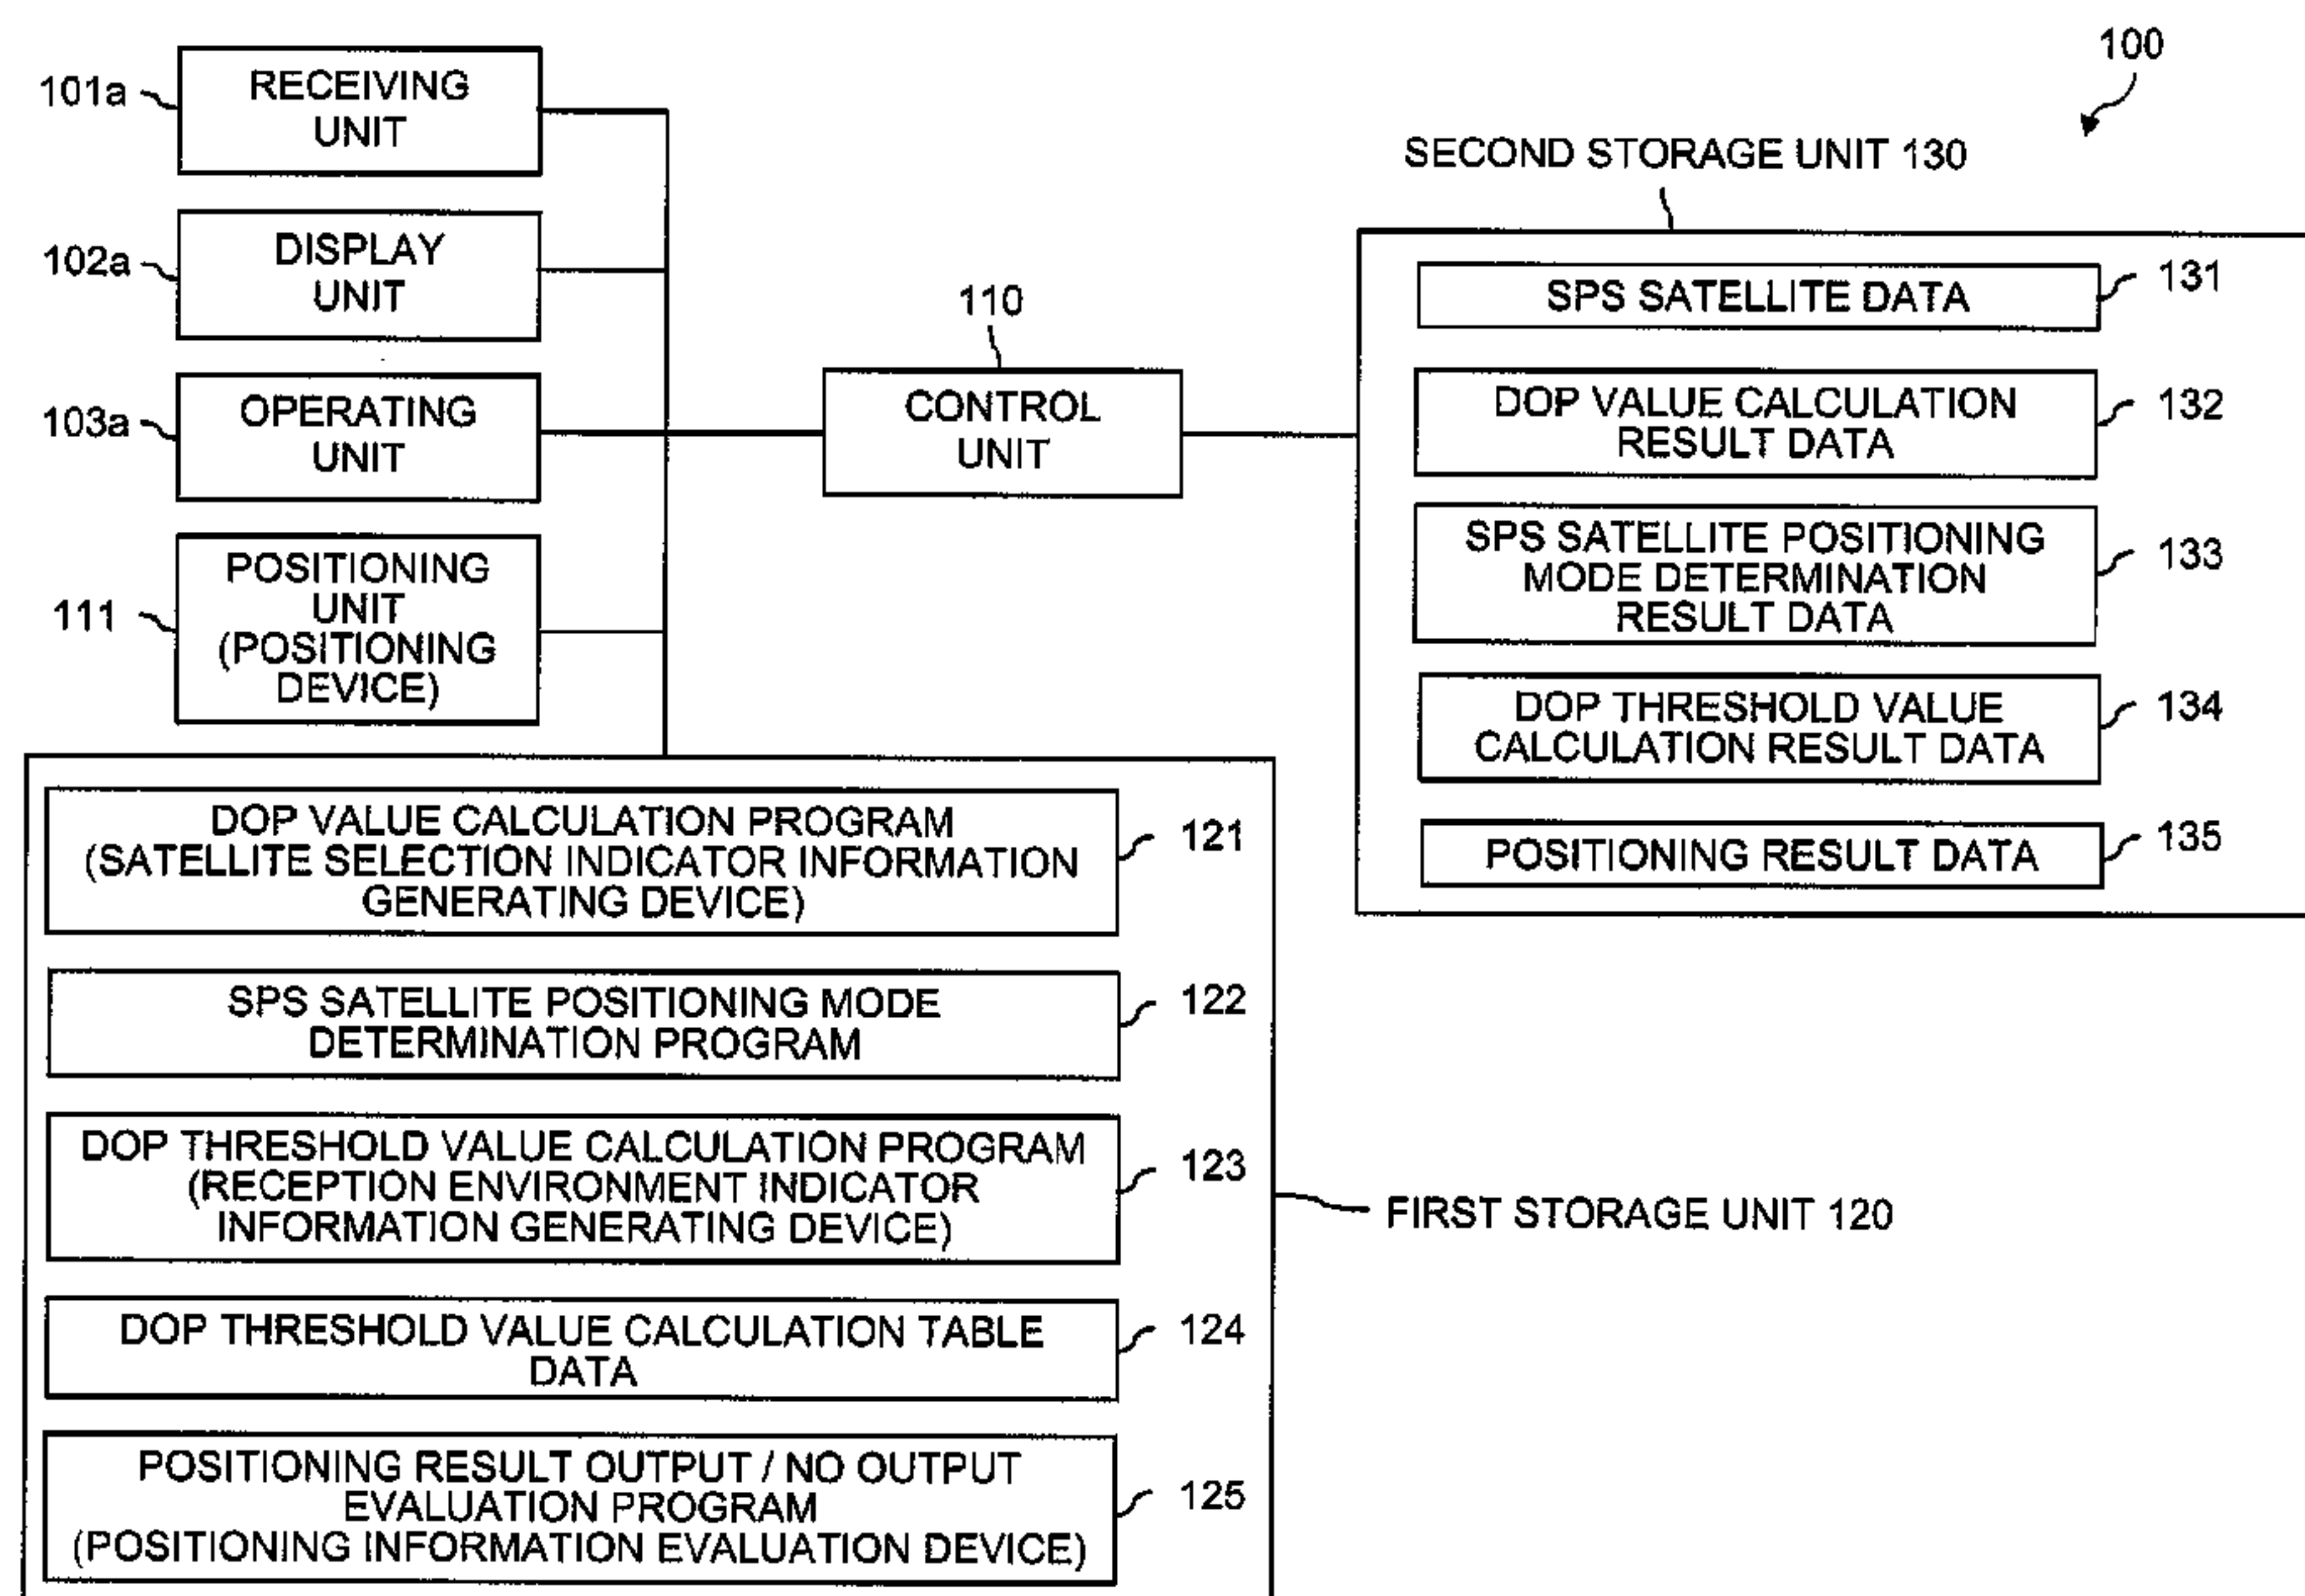 100
101a
RECEIVING
UNIT
102a
DISPLAY
UNIT
103a
OPERATING
UNIT
111
POSITIONING
UNIT
(POSITIONING
DEVICE)
110
CONTROL
UNIT
SECOND STORAGE UNIT 130
SPS SATELLITE DATA
131
DOP VALUE CALCULATION
RESULT DATA
132
SPS SATELLITE POSITIONING
MODE DETERMINATION
RESULT DATA
133
DOP THRESHOLD VALUE
CALCULATION RESULT DATA
134
POSITIONING RESULT DATA
135
DOP VALUE CALCULATION PROGRAM
(SATELLITE SELECTION INDICATOR INFORMATION
GENERATING DEVICE)
121
SPS SATELLITE POSITIONING MODE
DETERMINATION PROGRAM
122
DOP THRESHOLD VALUE CALCULATION PROGRAM
(RECEPTION ENVIRONMENT INDICATOR
INFORMATION GENERATING DEVICE)
123
FIRST STORAGE UNIT 120
DOP THRESHOLD VALUE CALCULATION TABLE
DATA
124
POSITIONING RESULT OUTPUT / NO OUTPUT
EVALUATION PROGRAM
(POSITIONING INFORMATION EVALUATION DEVICE)
125